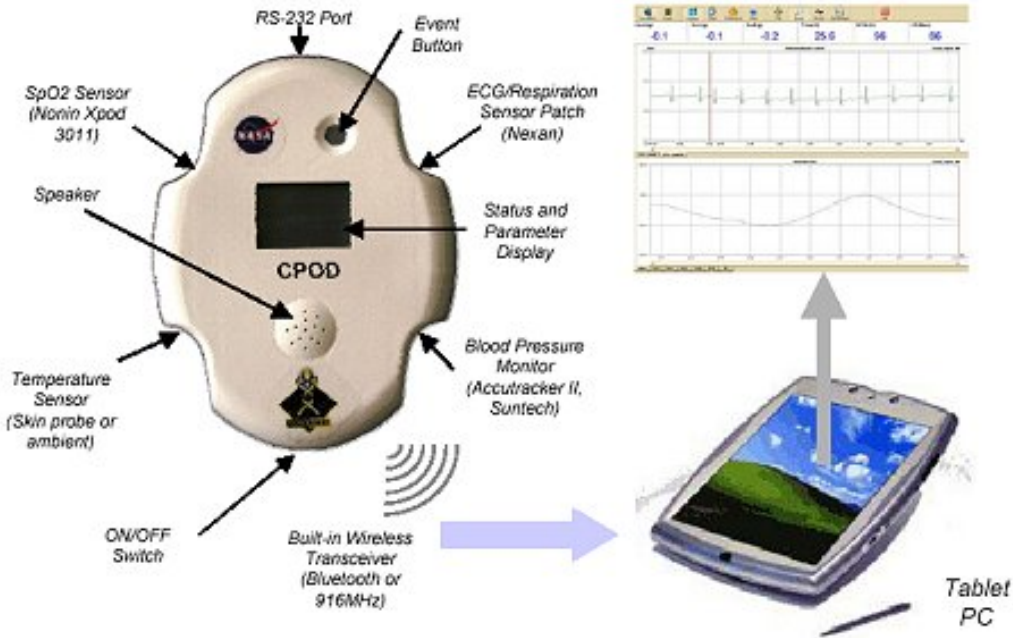 RS-232 Port
Event
Button
SpO2 Sensor
(Nonin Xpod
3011)
ECG/Respiration
Sensor Patch
(Nexan)
NASA
Speaker
Status and
Parameter
Display
CPOD
Temperature
Sensor
(Skin probe or
ambient)
Blood Pressure
Monitor
(Accutracker II,
Suntech)
ON/OFF
Switch
Built-in Wireless
Transceiver
(Bluetooth or
916MHz)
Tablet
PC
-0.1
-0.1
-0.2
25.6
96